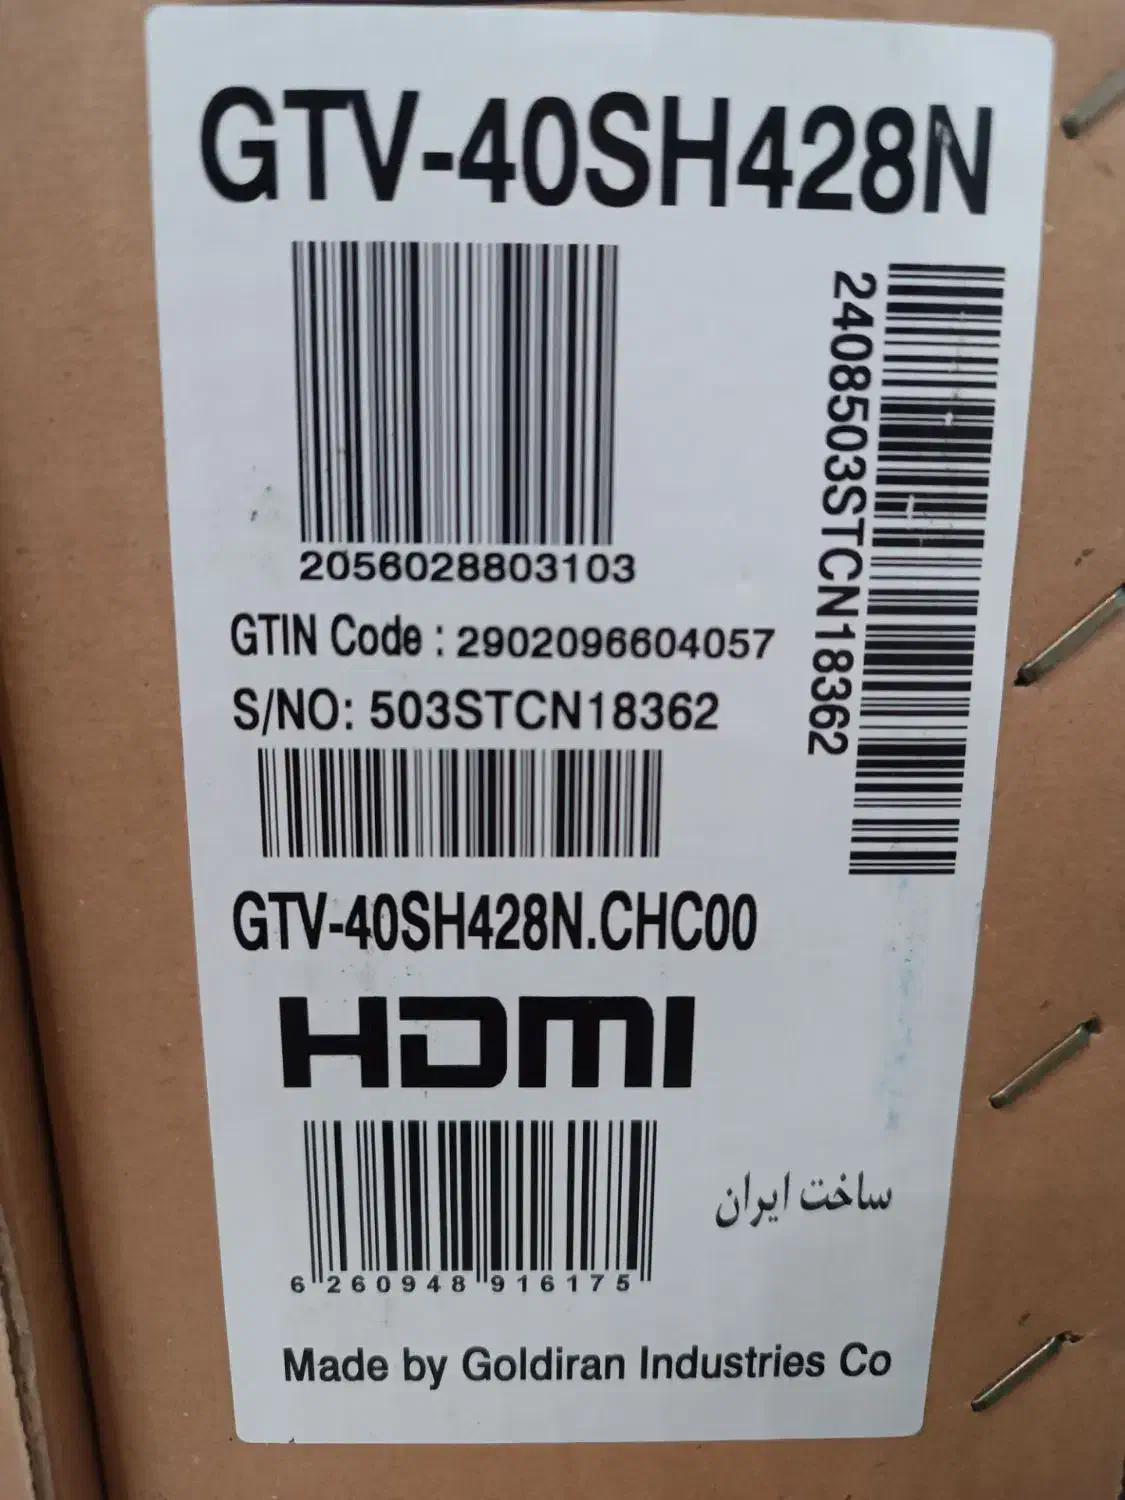 GTV-40SH428N
2056028803103
2408503STCN18362
GTIN Code : 2902096604057
S/NO: 503STCN18362
GTV-40SH428N.CHC00
HDMI
ساخت ایران
6 260948 916175
Made by Goldiran Industries Co